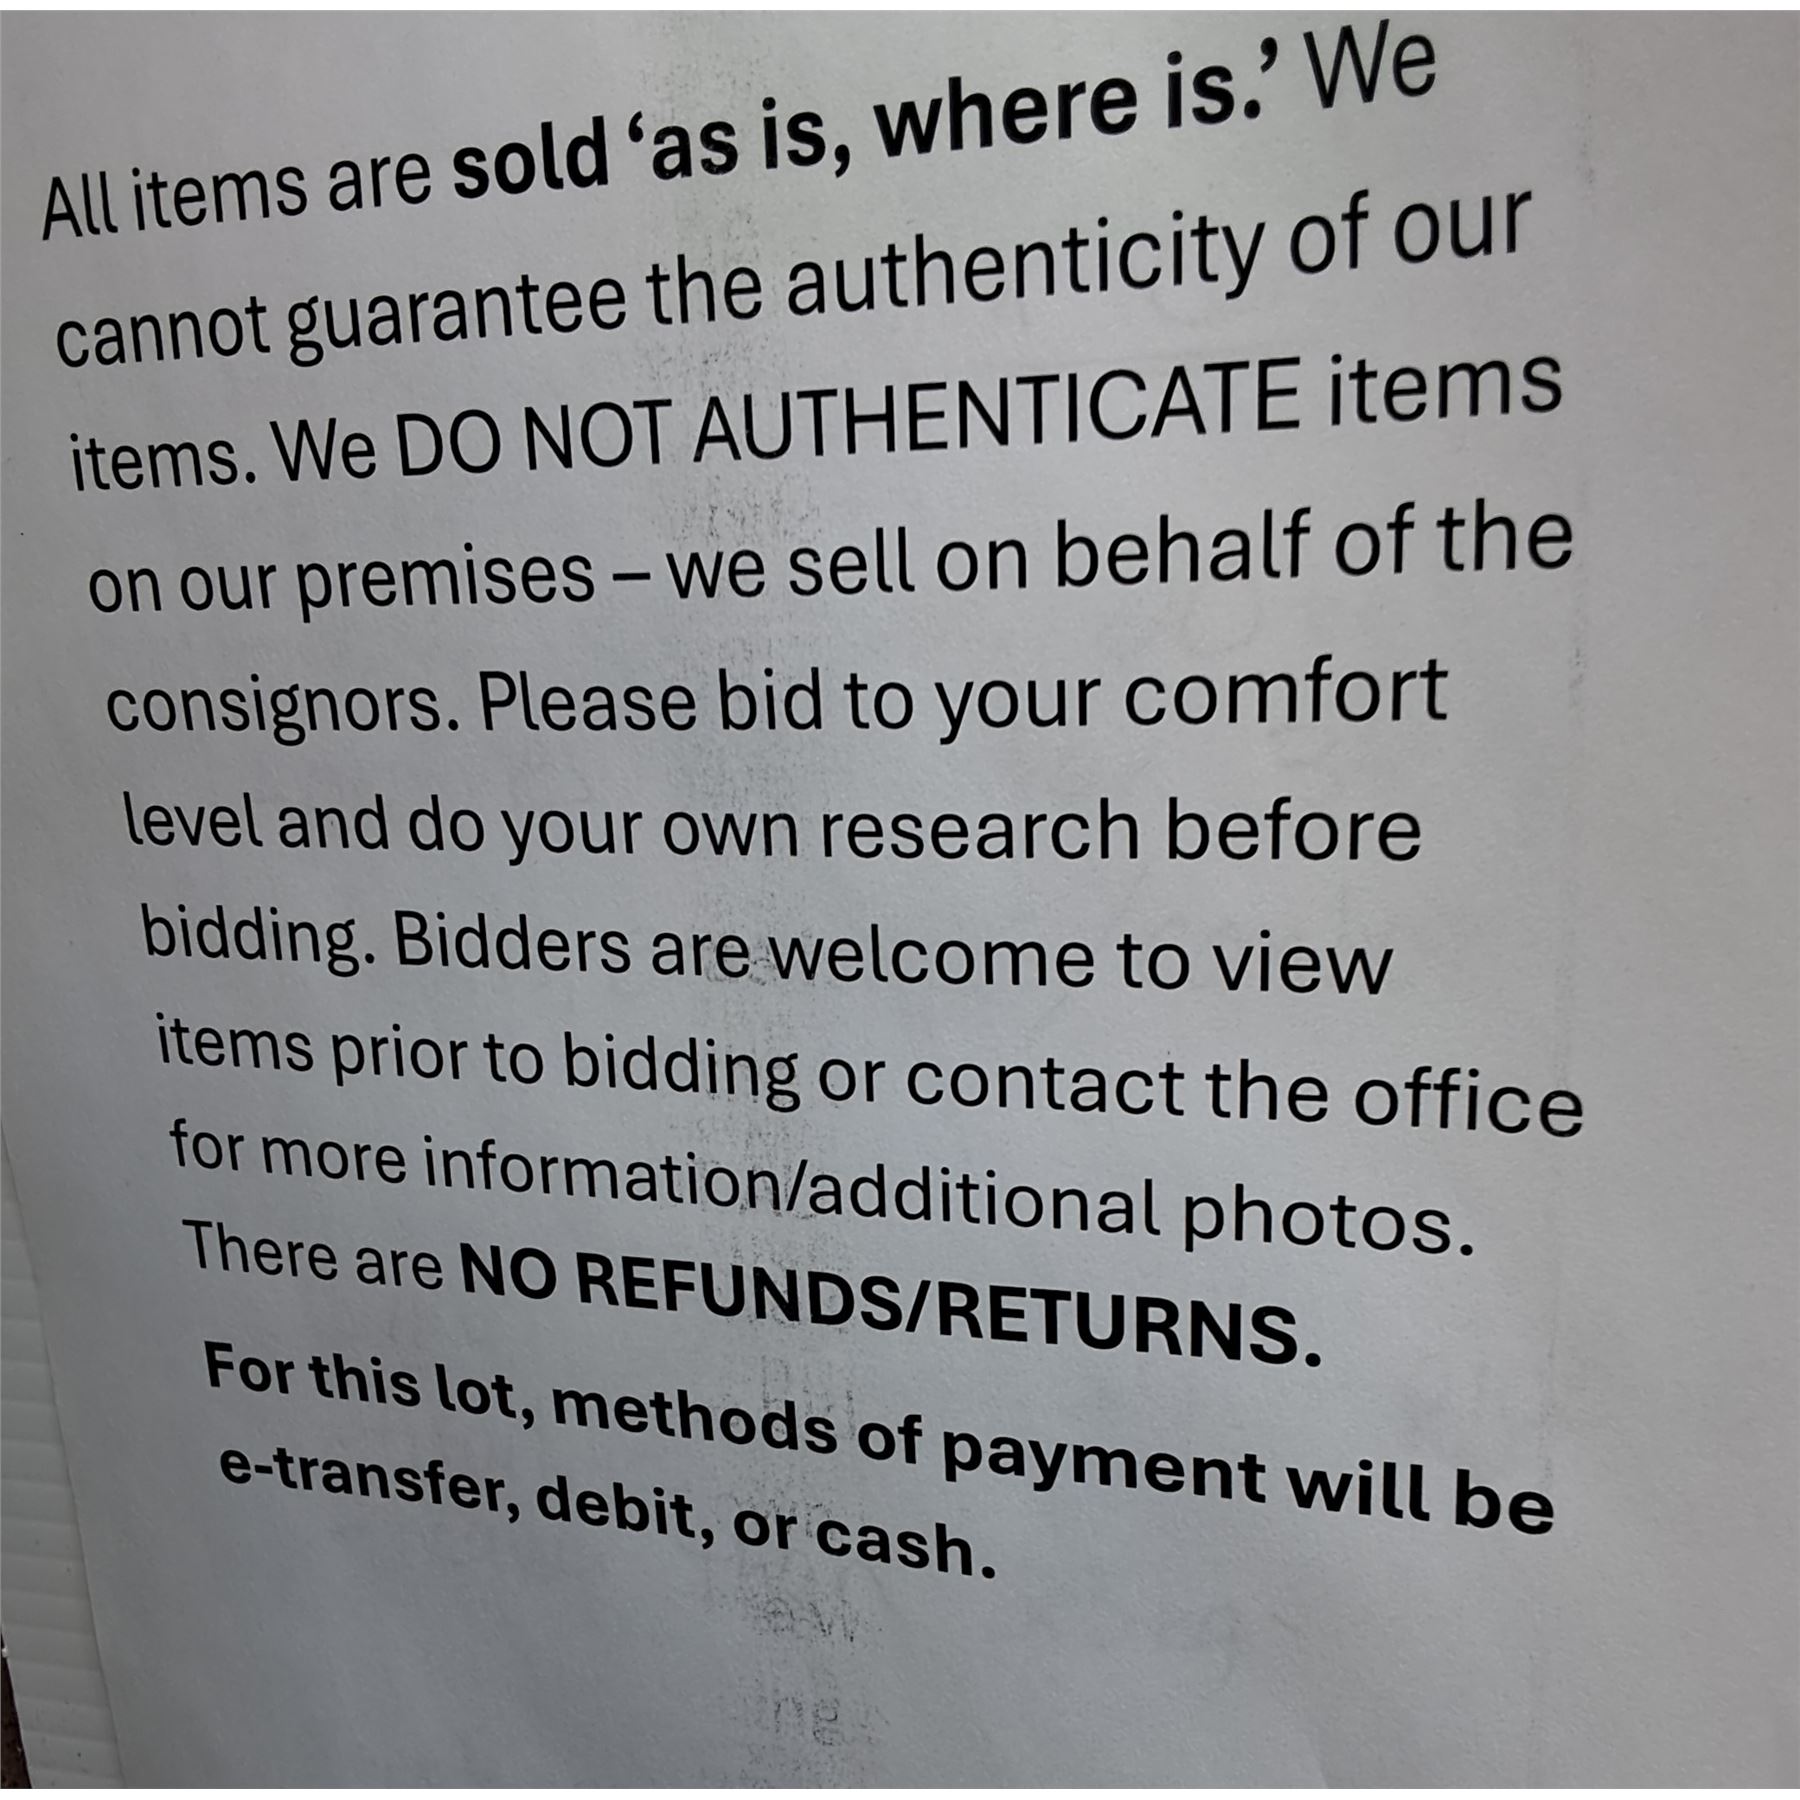 All items are sold ‘as is, where is.’ We
cannot guarantee the authenticity of our
items. We DO NOT AUTHENTICATE items
on our premises – we sell on behalf of the
consignors. Please bid to your comfort
level and do your own research before
bidding. Bidders are welcome to view
items prior to bidding or contact the office
for more information/additional photos.
There are NO REFUNDS/RETURNS.
For this lot, methods of payment will be
e-transfer, debit, or cash.